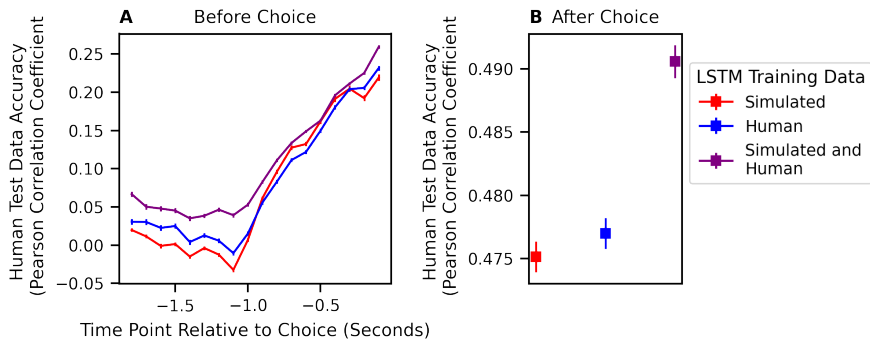 A Before Choice
Human Test Data Accuracy
(Pearson Correlation Coefficient)
0.25
0.20
0.15
0.10
0.05
0.00
−0.05
−1.5 −1.0 −0.5
Time Point Relative to Choice (Seconds)
B After Choice
Human Test Data Accuracy
(Pearson Correlation Coefficient)
0.490
0.485
0.480
0.475
LSTM Training Data
Simulated
Human
Simulated and
Human